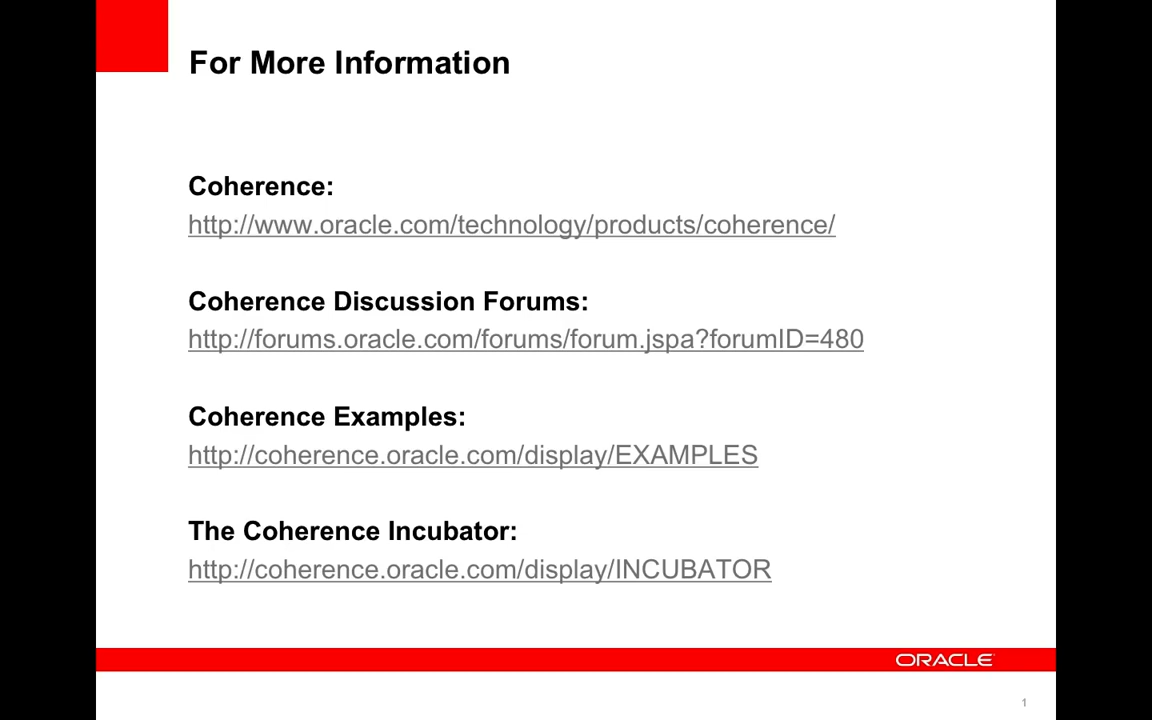 For More Information
Coherence:
http://www.oracle.com/technology/products/coherence/
Coherence Discussion Forums:
http://forums.oracle.com/forums/forum.jspa?forumID=480
Coherence Examples:
http://coherence.oracle.com/display/EXAMPLES
The Coherence Incubator:
http://coherence.oracle.com/display/INCUBATOR
ORACLE
1